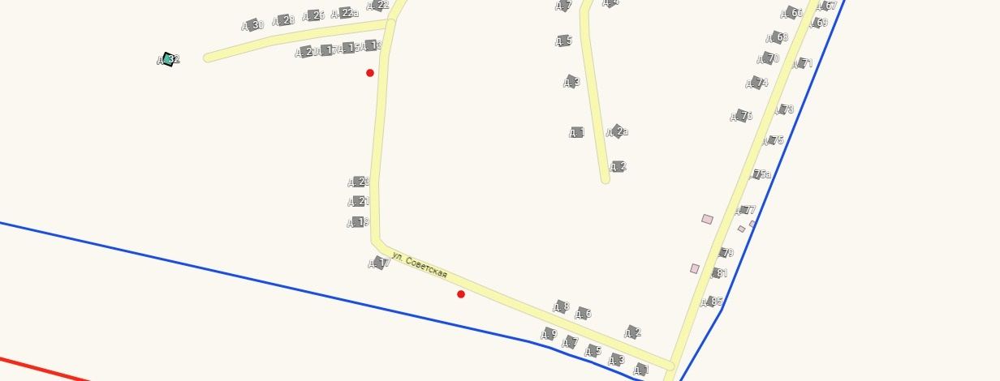 д. 22
д. 7
д. 4
д. 67
д. 66
д. 22а
д. 26
д. 28
д. 30
д. 69
д. 68
д. 5
д. 21
д. 17
д. 15
д. 13
д. 32
д. 70
д. 71
д. 3
д. 74
д. 73
д. 76
д. 1
д. 2а
д. 75
д. 2
д. 75а
д. 23
д. 21
д. 77
д. 19
д. 79
д. 17
ул. Советская
д. 81
д. 85
д. 8
д. 6
д. 9
д. 2
д. 7
д. 5
д. 3
д. 1